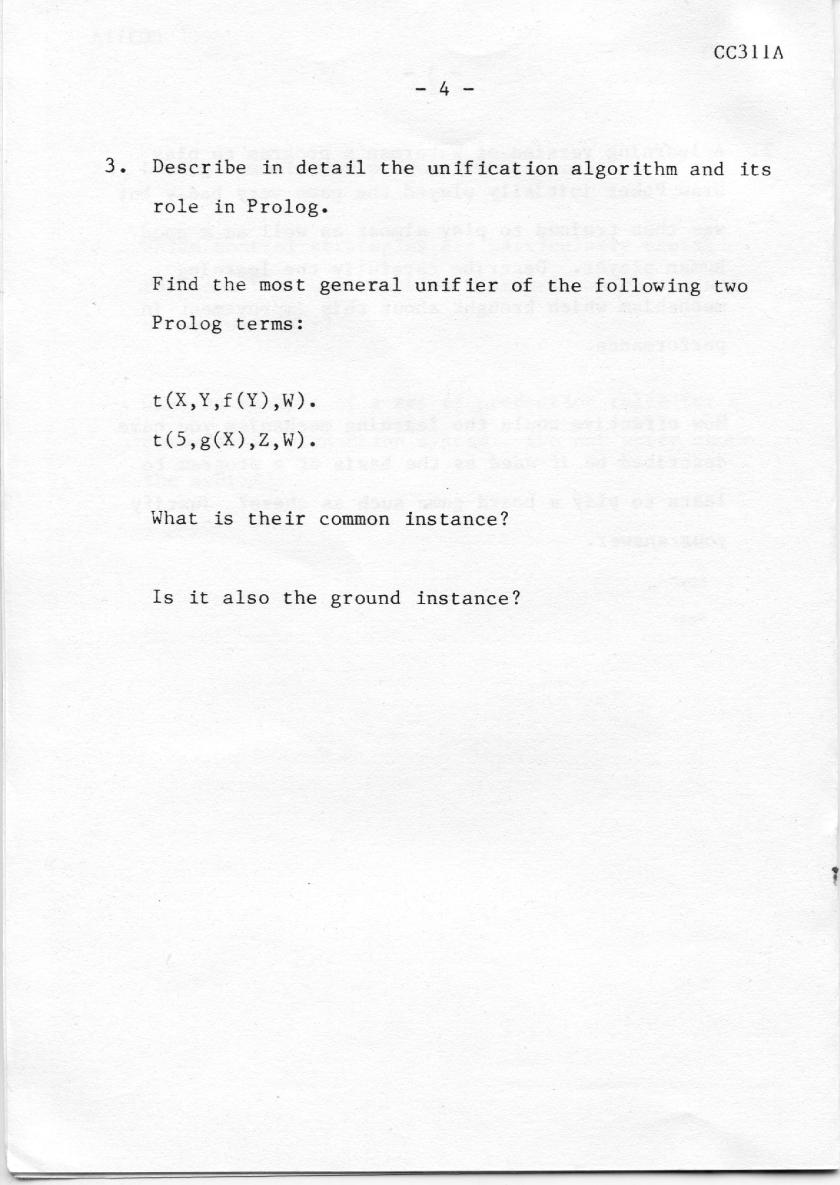 CC311A
- 4 -
3. Describe in detail the unification algorithm and its
role in Prolog.
Find the most general unifier of the following two
Prolog terms:
t(X,Y,f(Y),W).
t(5,g(X),Z,W).
What is their common instance?
Is it also the ground instance?